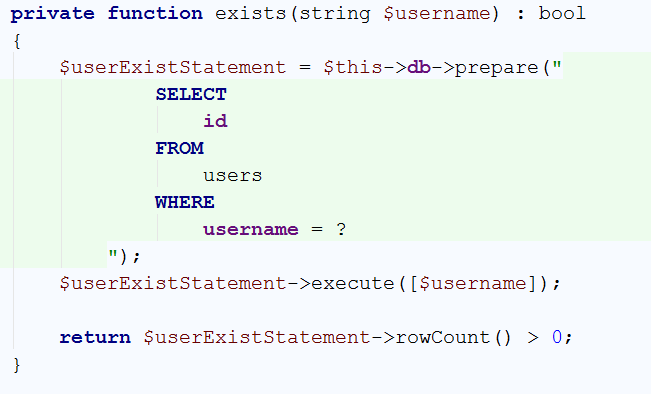 private function exists(string $username) : bool
{
    $userExistStatement = $this->db->prepare("
            SELECT
                id
            FROM
                users
            WHERE
                username = ?
        ");
    $userExistStatement->execute([$username]);

    return $userExistStatement->rowCount() > 0;
}